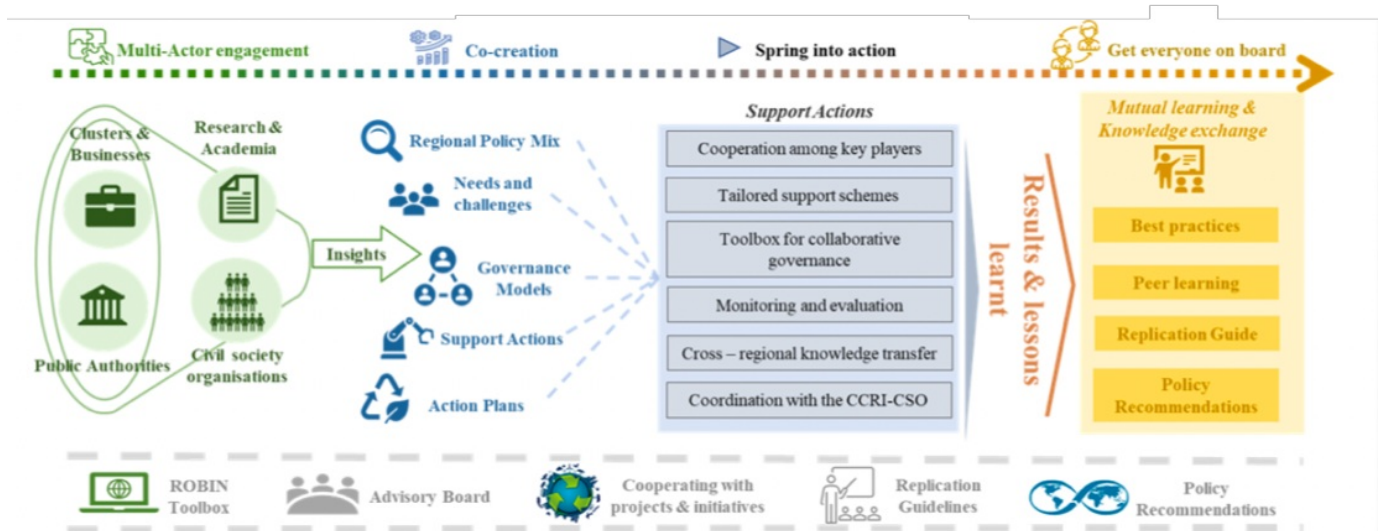 Multi-Actor engagement
Co-creation
Spring into action
Get everyone on board
Clusters &
Businesses
Research &
Academia
Public Authorities
Civil society
organisations
Insights
Regional Policy Mix
Needs and
challenges
Governance
Models
Support Actions
Action Plans
Support Actions
Cooperation among key players
Tailored support schemes
Toolbox for collaborative
governance
Monitoring and evaluation
Cross – regional knowledge transfer
Coordination with the CCRI-CSO
Results & lessons
learnt
Mutual learning &
Knowledge exchange
Best practices
Peer learning
Replication Guide
Policy
Recommendations
ROBIN
Toolbox
Advisory Board
Cooperating with
projects & initiatives
Replication
Guidelines
Policy
Recommendations